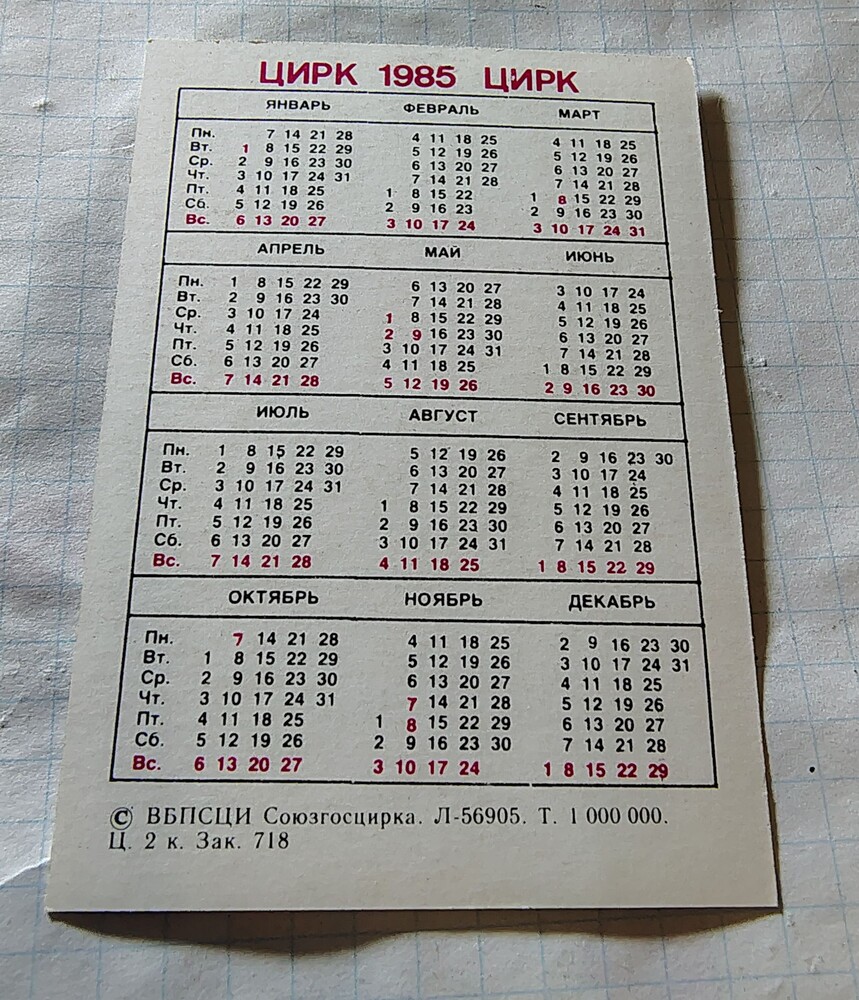 ЦИРК 1985 ЦИРК
ЯНВАРЬ ФЕВРАЛЬ МАРТ
Пн. 7 14 21 28 4 11 18 25 4 11 18 25
Вт. 1 8 15 22 29 5 12 19 26 5 12 19 26
Ср. 2 9 16 23 30 6 13 20 27 6 13 20 27
Чт. 3 10 17 24 31 7 14 21 28 7 14 21 28
Пт. 4 11 18 25 1 8 15 22 1 8 15 22 29
Сб. 5 12 19 26 2 9 16 23 2 9 16 23 30
Вс. 6 13 20 27 3 10 17 24 3 10 17 24 31
АПРЕЛЬ МАЙ ИЮНЬ
Пн. 1 8 15 22 29 6 13 20 27 3 10 17 24
Вт. 2 9 16 23 30 7 14 21 28 4 11 18 25
Ср. 3 10 17 24 1 8 15 22 29 5 12 19 26
Чт. 4 11 18 25 2 9 16 23 30 6 13 20 27
Пт. 5 12 19 26 3 10 17 24 31 7 14 21 28
Сб. 6 13 20 27 4 11 18 25 1 8 15 22 29
Вс. 7 14 21 28 5 12 19 26 2 9 16 23 30
ИЮЛЬ АВГУСТ СЕНТЯБРЬ
Пн. 1 8 15 22 29 5 12 19 26 2 9 16 23 30
Вт. 2 9 16 23 30 6 13 20 27 3 10 17 24
Ср. 3 10 17 24 31 7 14 21 28 4 11 18 25
Чт. 4 11 18 25 1 8 15 22 29 5 12 19 26
Пт. 5 12 19 26 2 9 16 23 30 6 13 20 27
Сб. 6 13 20 27 3 10 17 24 31 7 14 21 28
Вс. 7 14 21 28 4 11 18 25 1 8 15 22 29
ОКТЯБРЬ НОЯБРЬ ДЕКАБРЬ
Пн. 7 14 21 28 4 11 18 25 2 9 16 23 30
Вт. 1 8 15 22 29 5 12 19 26 3 10 17 24 31
Ср. 2 9 16 23 30 6 13 20 27 4 11 18 25
Чт. 3 10 17 24 31 7 14 21 28 5 12 19 26
Пт. 4 11 18 25 1 8 15 22 29 6 13 20 27
Сб. 5 12 19 26 2 9 16 23 30 7 14 21 28
Вс. 6 13 20 27 3 10 17 24 1 8 15 22 29
© ВБПСЦИ Союзгосцирка. Л-56905. Т. 1 000 000.
Ц. 2 к. Зак. 718